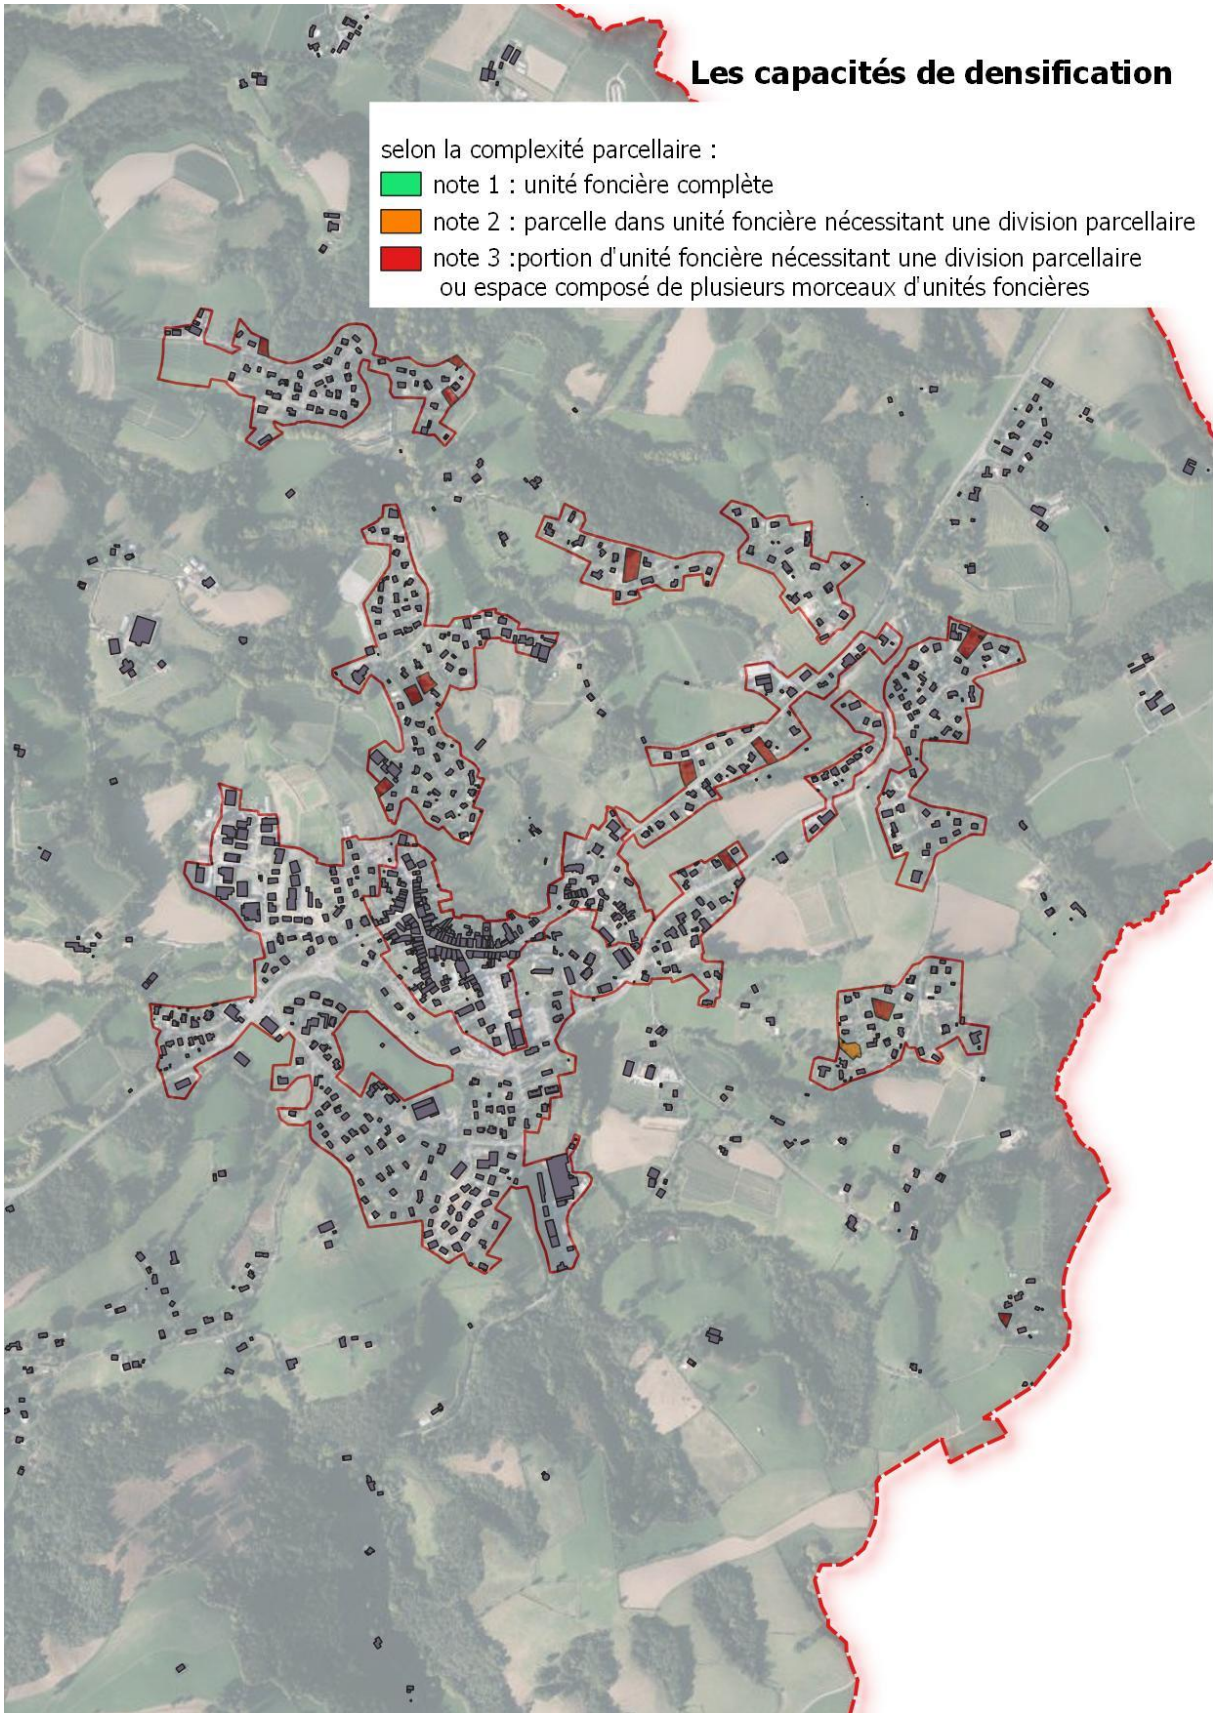 Les capacités de densification
selon la complexité parcellaire :
note 1 : unité foncière complète
note 2 : parcelle dans unité foncière nécessitant une division parcellaire
note 3 :portion d'unité foncière nécessitant une division parcellaire
ou espace composé de plusieurs morceaux d'unités foncières